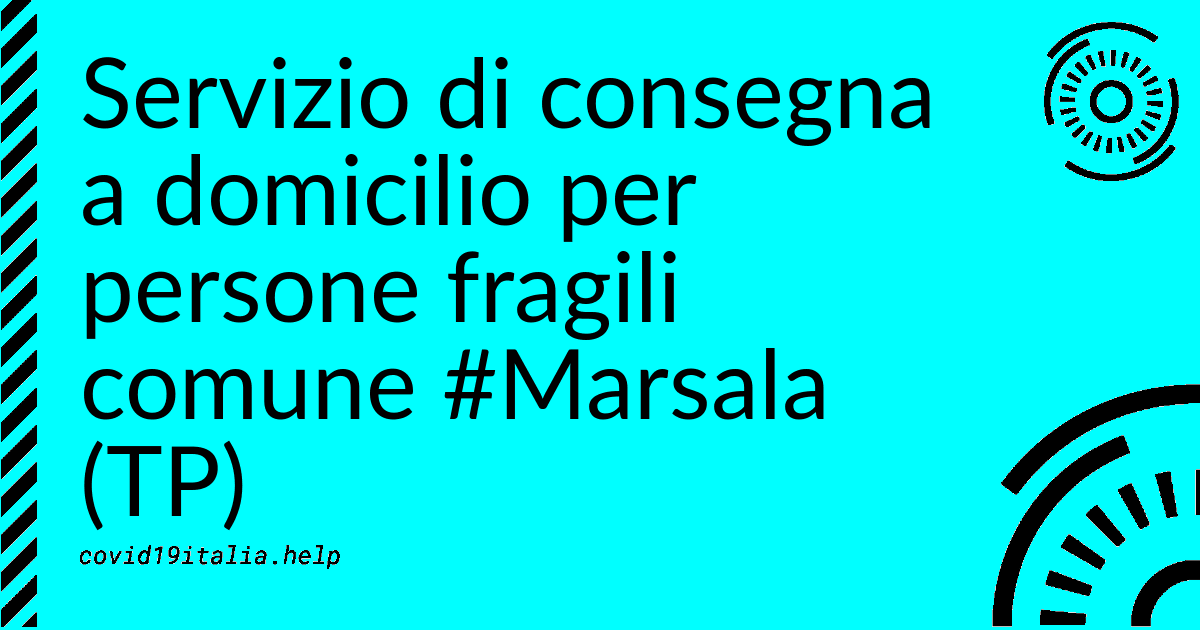 Servizio di consegna
a domicilio per
persone fragili
comune #Marsala
(TP)
covid19italia.help